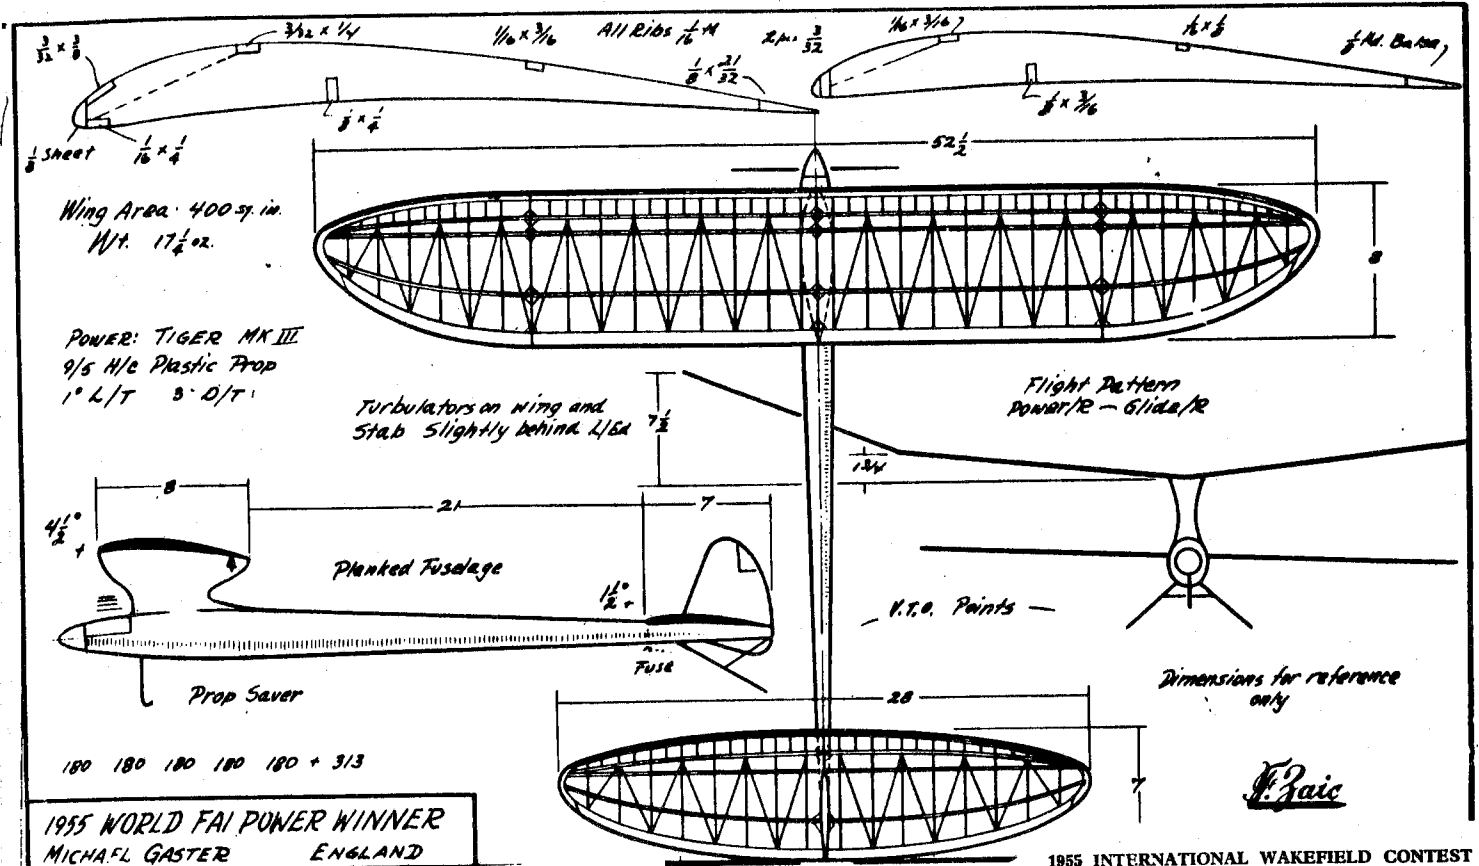 3/32 x 3/8
3/32 x 1/4
1/16 x 3/16
All Ribs 1/16 M
3/32
1/16 x 3/16
1/8 Hd. Balsa
1/8 x 21/32
1/8 x 1/4
1/8 x 3/16
1/8 Sheet
1/16 x 1/4
52 1/2
Wing Area · 400 sq. in.
Wt. 17 1/4 oz.
8
POWER: TIGER MK III
9/5 H/C Plastic Prop
1° L/T 3· D/T
Turbulators on wing and
Stab Slightly behind L/Ed
7 1/2
Flight Pattern
Power/R — Glide/R
1 3/4
8
21
7
4 1/2° +
Planked Fuselage
1 1/2° +
V.T.O. Points —
Fuse
Prop Saver
Dimensions for reference
only
28
180 180 180 180 180 + 313
7
F. Zaic
1955 WORLD FAI POWER WINNER
MICHAEL GASTER ENGLAND
1955 INTERNATIONAL WAKEFIELD CONTEST